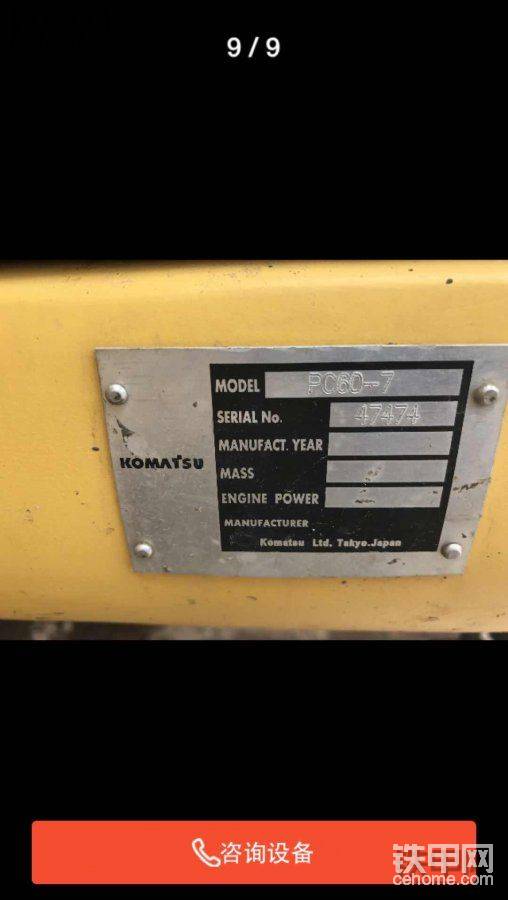 9 / 9
MODEL PC60-7
SERIAL No. 47474
MANUFACT. YEAR
KOMATSU
MASS
ENGINE POWER
MANUFACTURER
Komatsu Ltd. Takyo.Japan
咨询设备
铁甲网
cehome.com